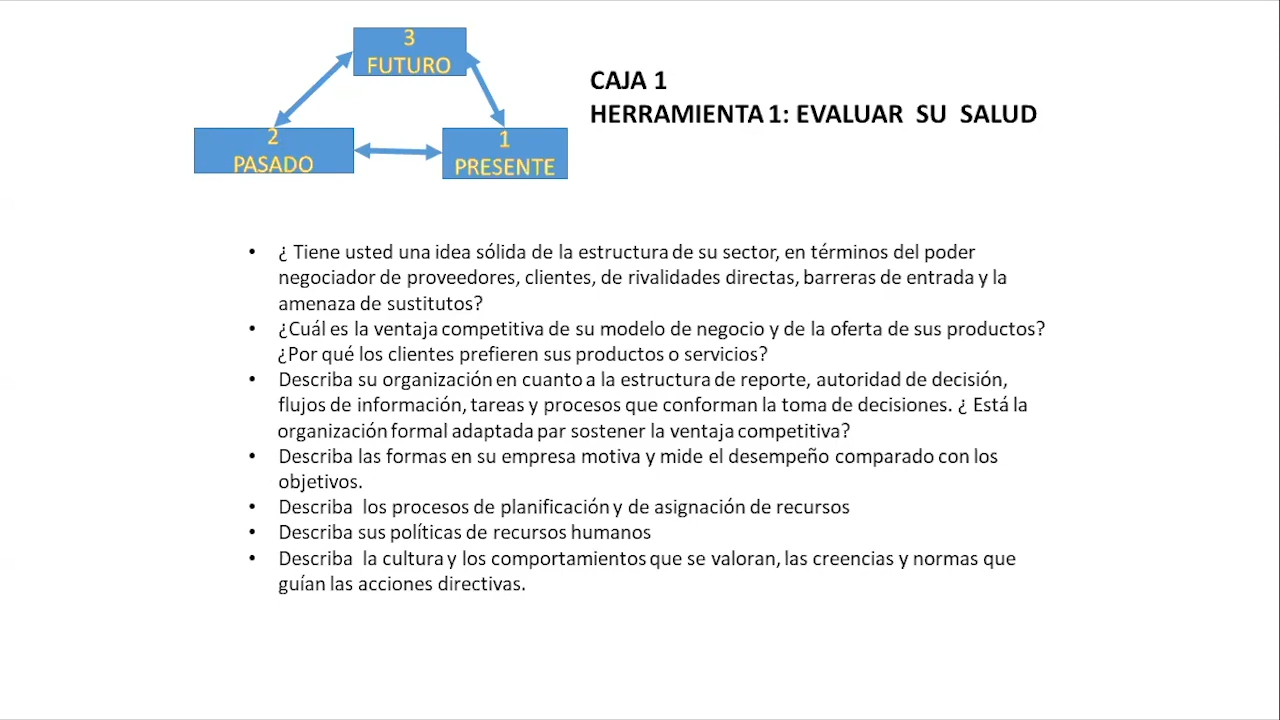 3
FUTURO
2
PASADO
1
PRESENTE
CAJA 1
HERRAMIENTA 1: EVALUAR SU SALUD
• ¿ Tiene usted una idea sólida de la estructura de su sector, en términos del poder
negociador de proveedores, clientes, de rivalidades directas, barreras de entrada y la
amenaza de sustitutos?
• ¿Cuál es la ventaja competitiva de su modelo de negocio y de la oferta de sus productos?
¿Por qué los clientes prefieren sus productos o servicios?
• Describa su organización en cuanto a la estructura de reporte, autoridad de decisión,
flujos de información, tareas y procesos que conforman la toma de decisiones. ¿ Está la
organización formal adaptada par sostener la ventaja competitiva?
• Describa las formas en su empresa motiva y mide el desempeño comparado con los
objetivos.
• Describa los procesos de planificación y de asignación de recursos
• Describa sus políticas de recursos humanos
• Describa la cultura y los comportamientos que se valoran, las creencias y normas que
guían las acciones directivas.